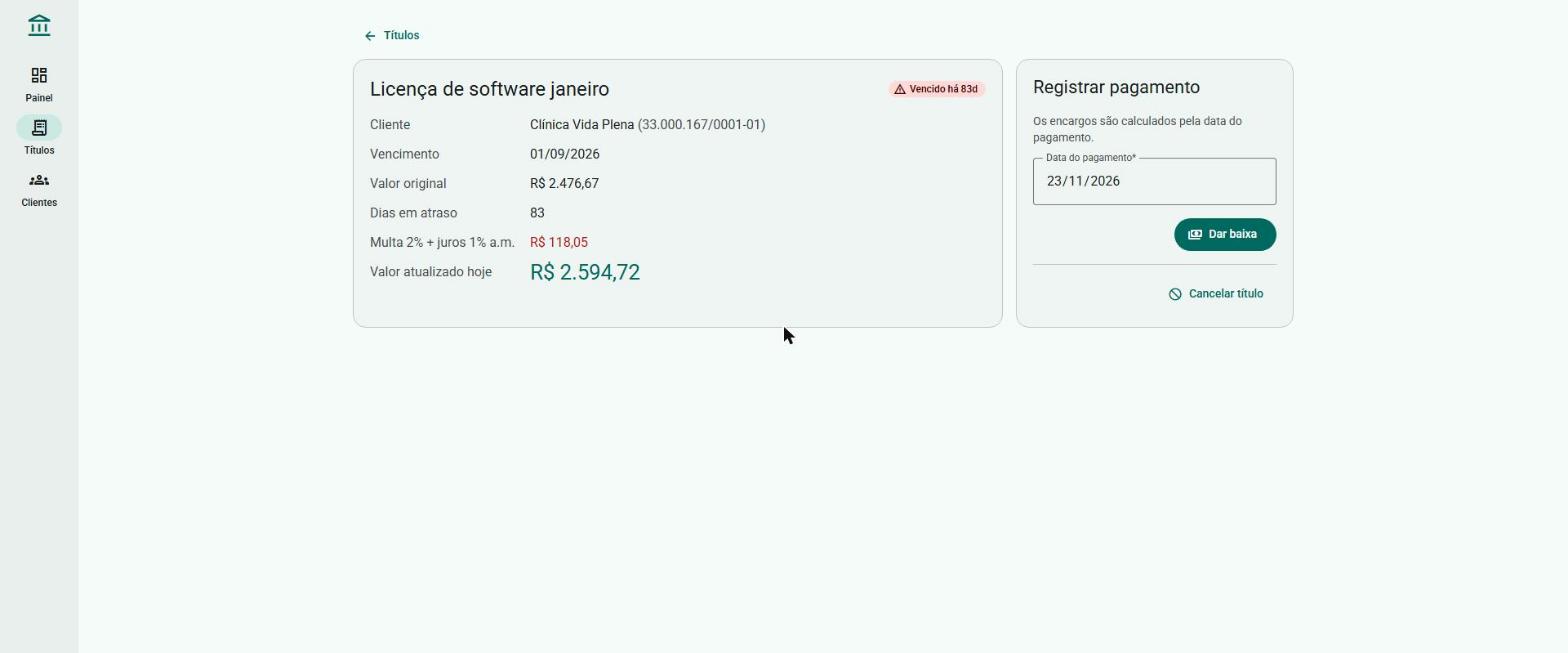 Painel
Títulos
Clientes
Títulos
Licença de software janeiro
Vencido há 83d
Cliente Clínica Vida Plena (33.000.167/0001-01)
Vencimento 01/09/2026
Valor original R$ 2.476,67
Dias em atraso 83
Multa 2% + juros 1% a.m. R$ 118,05
Valor atualizado hoje R$ 2.594,72
Registrar pagamento
Os encargos são calculados pela data do
pagamento.
Data do pagamento*
23/11/2026
Dar baixa
Cancelar título